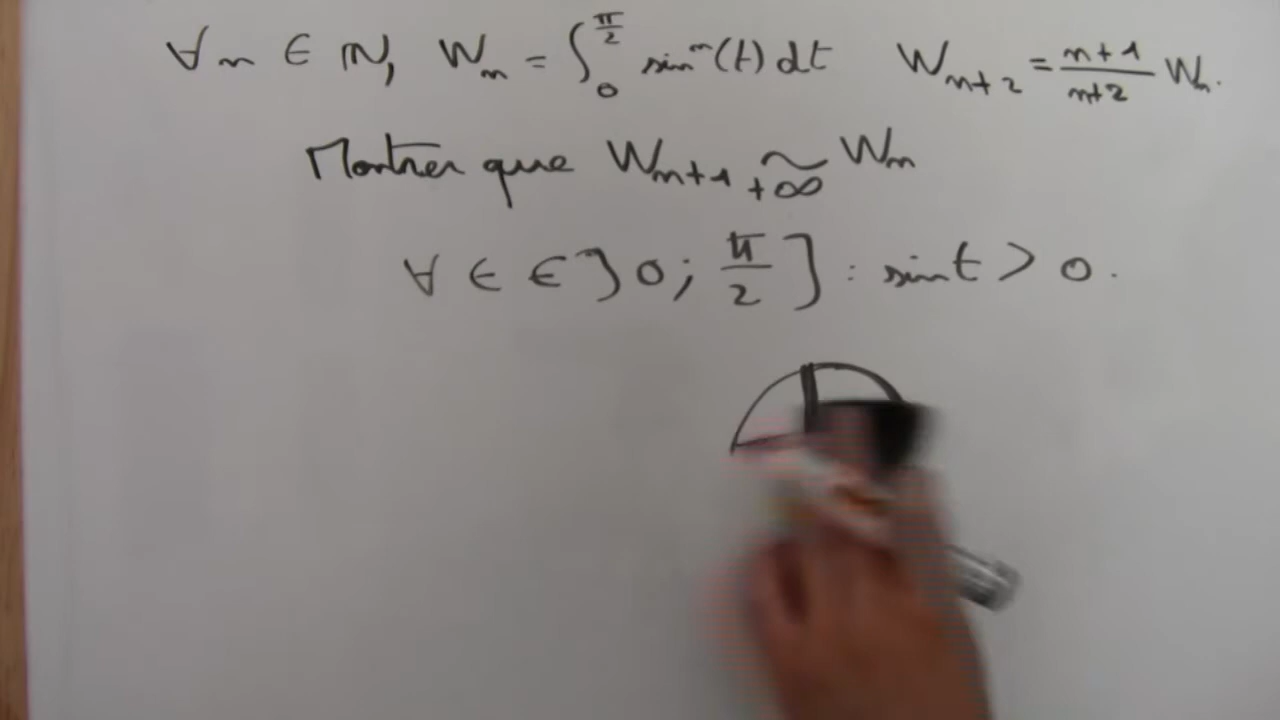 ∀n ∈ ℕ, Wn = ∫₀^(π/2) sinⁿ(t) dt Wn+2 = (n+1)/(n+2) Wn.
Montrer que Wn+1 ~+∞ Wn
∀ ∈ ∈ ]0; π/2] : sin t > 0.